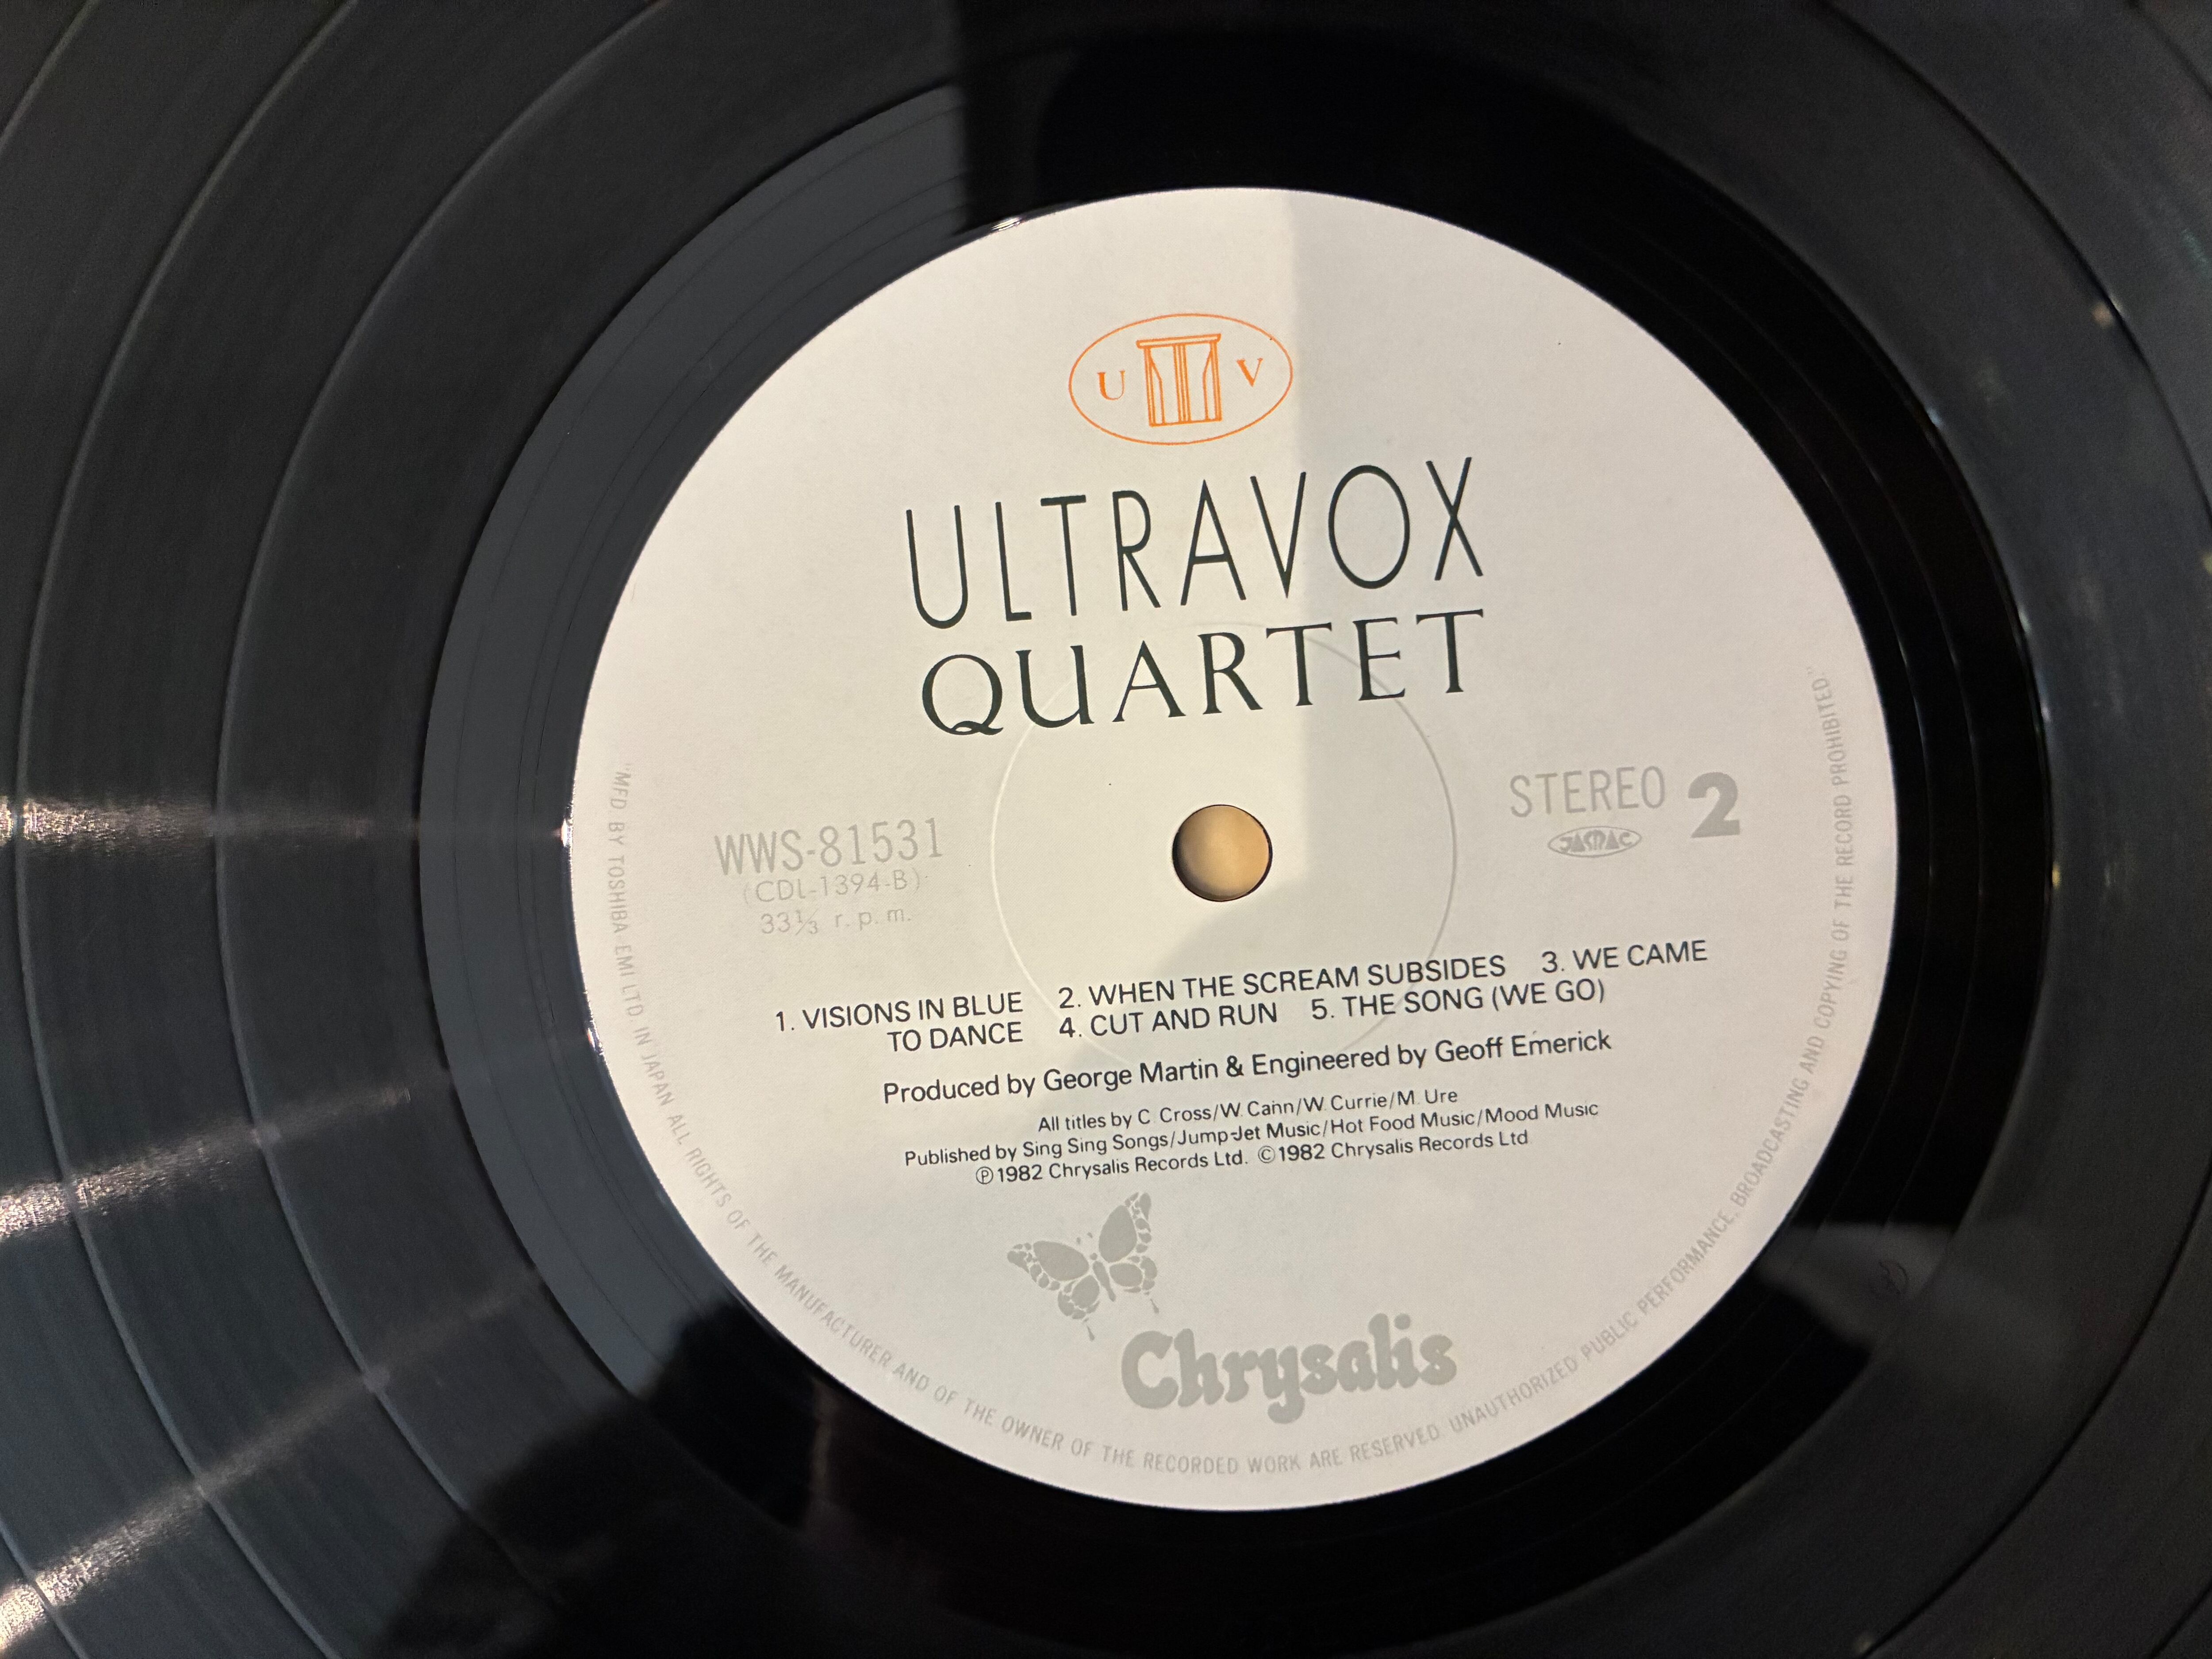 U V
ULTRAVOX
QUARTET
STEREO 2
JASRAC
WWS-81531
(CDL-1394-B)
33⅓ r.p.m.
1. VISIONS IN BLUE 2. WHEN THE SCREAM SUBSIDES 3. WE CAME
TO DANCE 4. CUT AND RUN 5. THE SONG (WE GO)
Produced by George Martin & Engineered by Geoff Emerick
All titles by C. Cross/W. Cann/W. Currie/M. Ure
Published by Sing Sing Songs/Jump-Jet Music/Hot Food Music/Mood Music
℗1982 Chrysalis Records Ltd. ©1982 Chrysalis Records Ltd
Chrysalis
"MFD BY TOSHIBA EMI LTD IN JAPAN ALL RIGHTS OF THE MANUFACTURER AND OF THE OWNER OF THE RECORDED WORK ARE RESERVED. UNAUTHORIZED PUBLIC PERFORMANCE, BROADCASTING AND COPYING OF THE RECORD PROHIBITED."